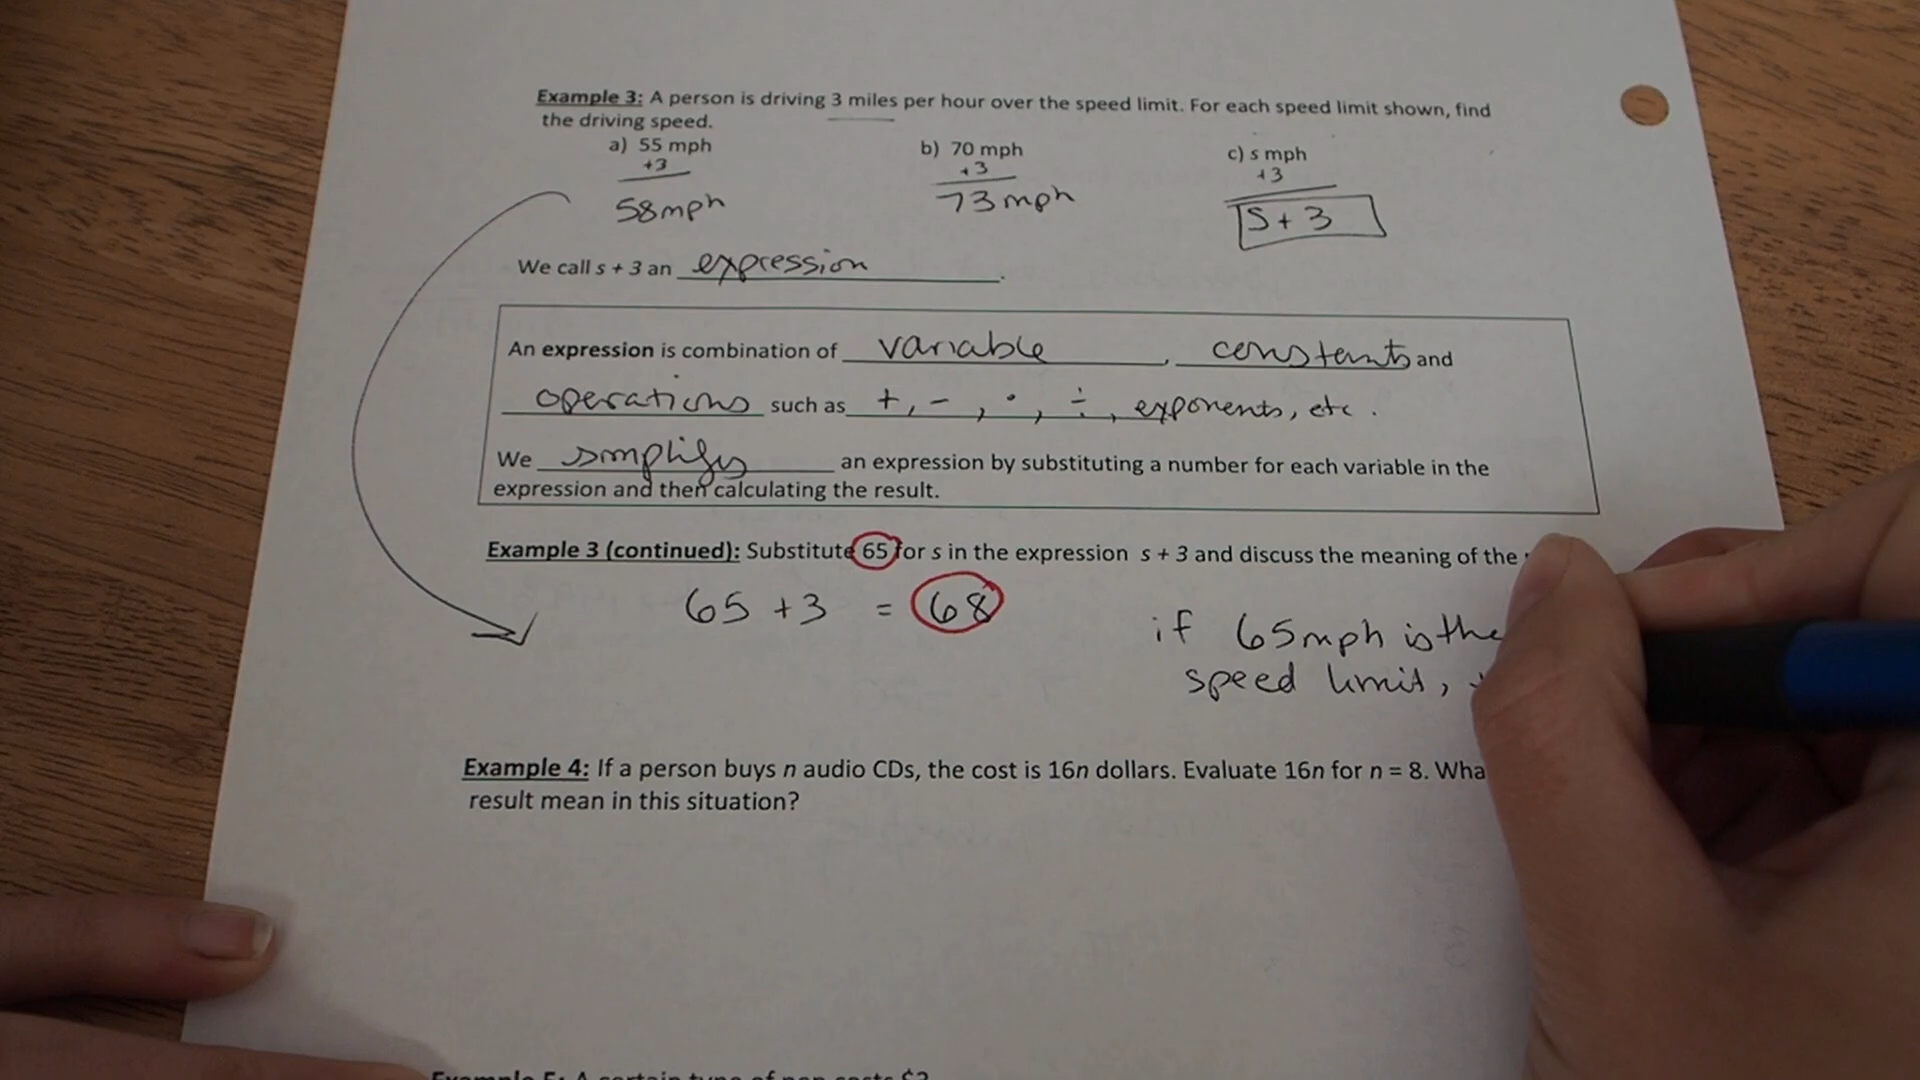 Example 3: A person is driving 3 miles per hour over the speed limit. For each speed limit shown, find
the driving speed.
a) 55 mph b) 70 mph c) s mph
+3 +3 +3
58mph 73mph S + 3
We call s + 3 an expression.
An expression is combination of variable, constants and
operations such as +, -, ·, ÷, exponents, etc.
We simplify an expression by substituting a number for each variable in the
expression and then calculating the result.
Example 3 (continued): Substitute 65 for s in the expression s + 3 and discuss the meaning of the
65 + 3 = 68 if 65mph is the
speed limit,
Example 4: If a person buys n audio CDs, the cost is 16n dollars. Evaluate 16n for n = 8.
result mean in this situation?